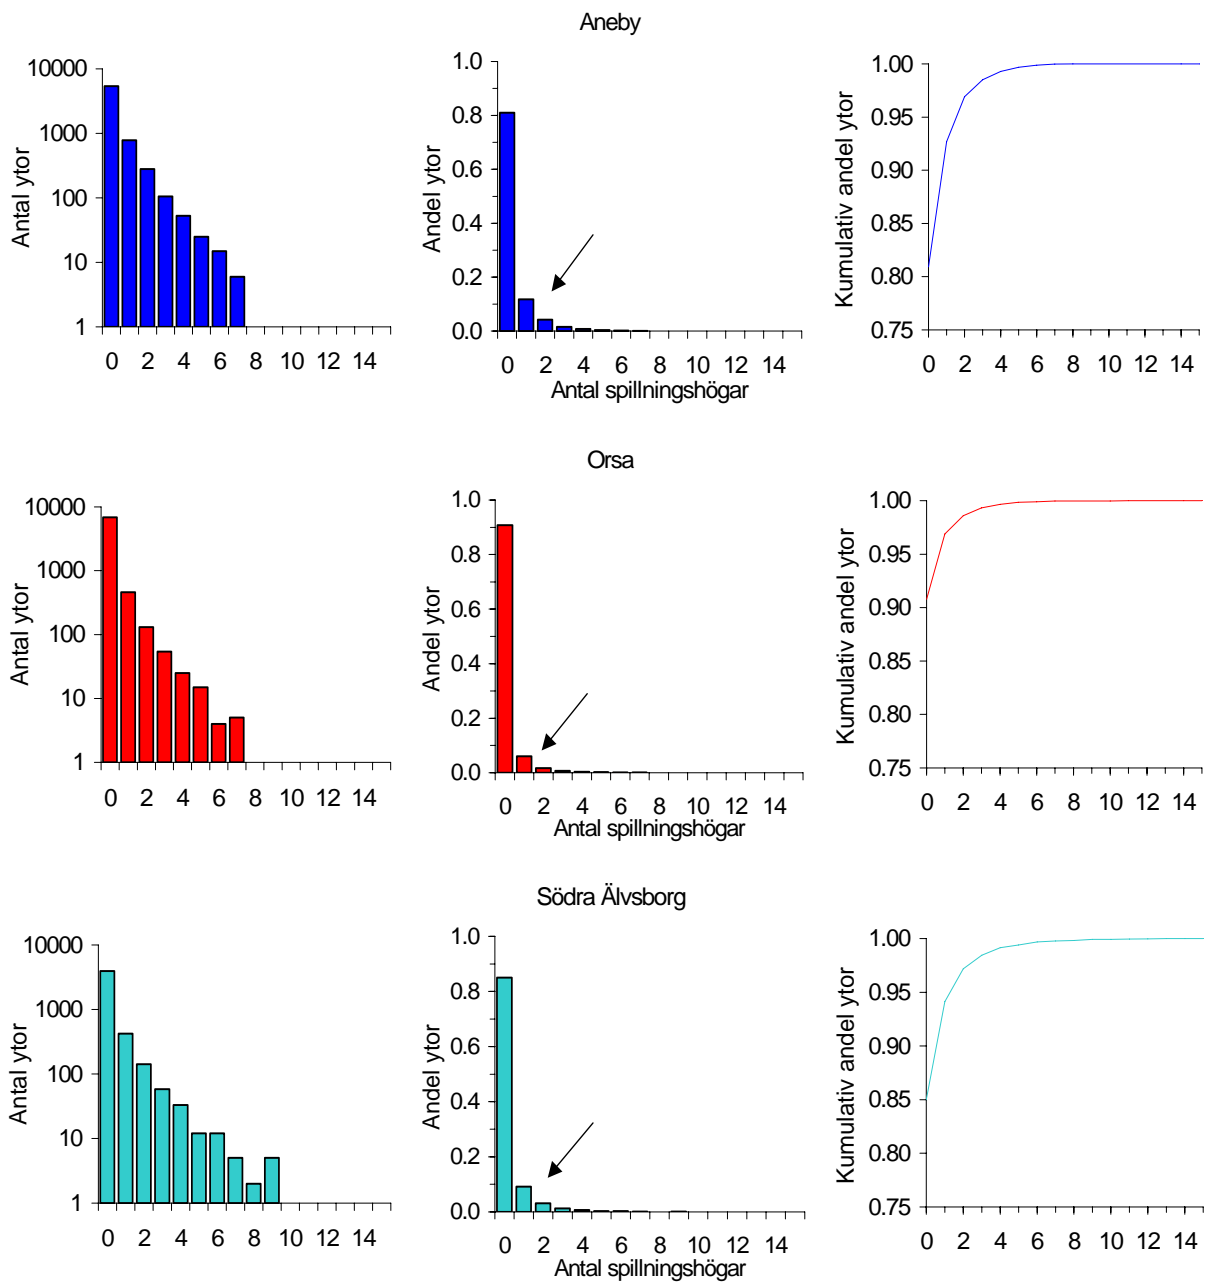 Aneby
Antal ytor
10000
1000
100
10
1
0 2 4 6 8 10 12 14
Andel ytor
1.0
0.8
0.6
0.4
0.2
0.0
0 2 4 6 8 10 12 14
Antal spillningshögar
Kumulativ andel ytor
1.00
0.95
0.90
0.85
0.80
0.75
0 2 4 6 8 10 12 14
Orsa
Antal ytor
10000
1000
100
10
1
0 2 4 6 8 10 12 14
Andel ytor
1.0
0.8
0.6
0.4
0.2
0.0
0 2 4 6 8 10 12 14
Antal spillningshögar
Kumulativ andel ytor
1.00
0.95
0.90
0.85
0.80
0.75
0 2 4 6 8 10 12 14
Södra Älvsborg
Antal ytor
10000
1000
100
10
1
0 2 4 6 8 10 12 14
Andel ytor
1.0
0.8
0.6
0.4
0.2
0.0
0 2 4 6 8 10 12 14
Antal spillningshögar
Kumulativ andel ytor
1.00
0.95
0.90
0.85
0.80
0.75
0 2 4 6 8 10 12 14